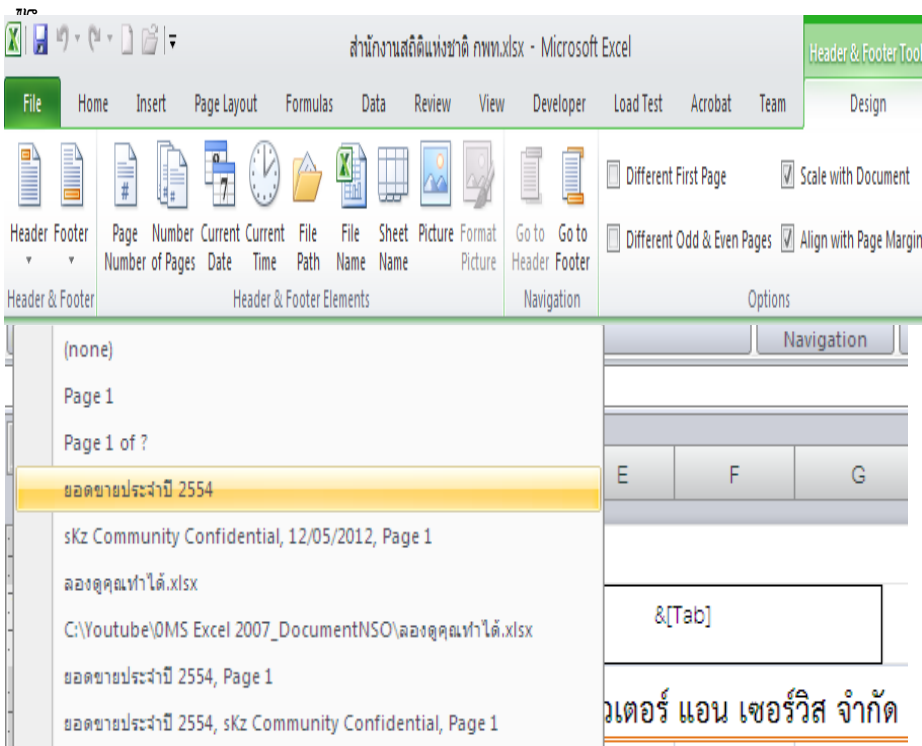 สำนักงานสถิติแห่งชาติ กพท.xlsx - Microsoft Excel
Header & Footer Tool
File Home Insert Page Layout Formulas Data Review View Developer Load Test Acrobat Team Design
Header Footer Page Number Number of Pages Current Date Current Time File Path File Name Sheet Name Picture Format Picture Go to Header Go to Footer
Different First Page Scale with Document
Different Odd & Even Pages Align with Page Margin
Header & Footer Header & Footer Elements Navigation Options
Navigation
(none)
Page 1
Page 1 of ?
ยอดขายประจำปี 2554
E F G
sKz Community Confidential, 12/05/2012, Page 1
ลองดูคุณทำได้.xlsx
&[Tab]
C:\Youtube\0MS Excel 2007_DocumentNSO\ลองดูคุณทำได้.xlsx
ยอดขายประจำปี 2554, Page 1
ยอดขายประจำปี 2554, sKz Community Confidential, Page 1
วเตอร์ แอน เซอร์วิส จำกัด